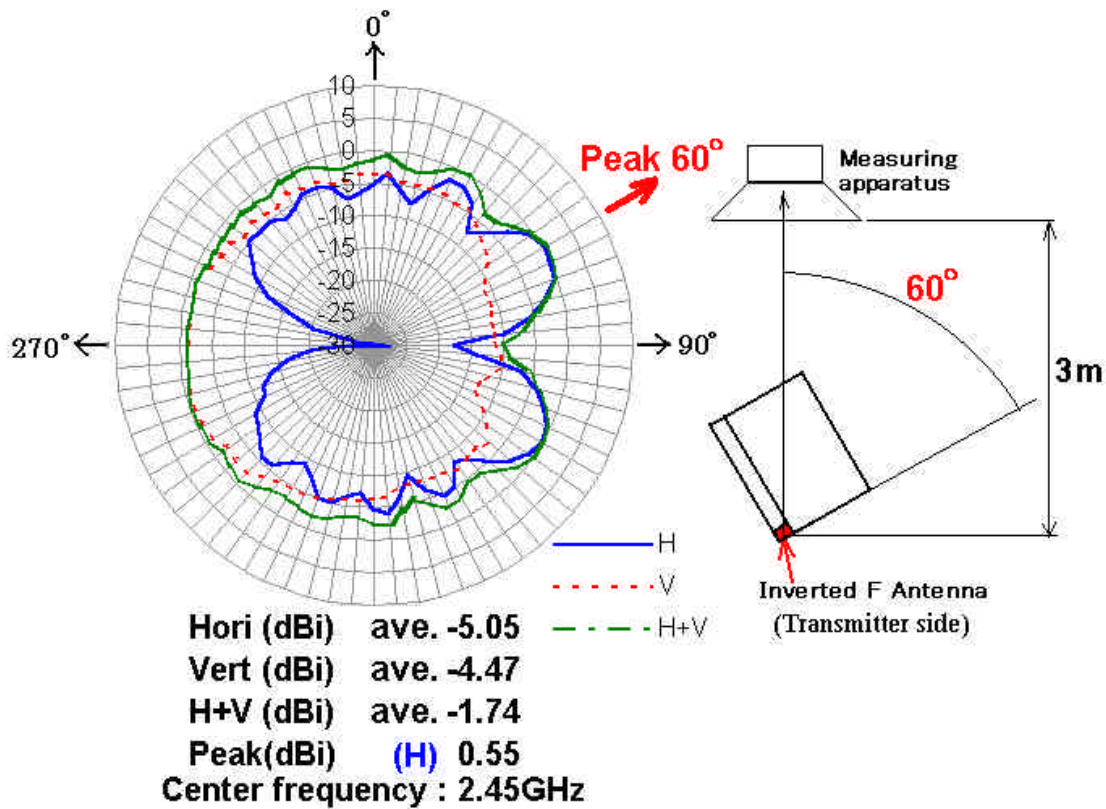 0°
10
5
0
-5
-10
-15
-20
-25
-30
270°
90°
Peak 60°
Measuring
apparatus
60°
3m
H
V
H+V
Inverted F Antenna
(Transmitter side)
Hori (dBi) ave. -5.05
Vert (dBi) ave. -4.47
H+V (dBi) ave. -1.74
Peak(dBi) (H) 0.55
Center frequency : 2.45GHz